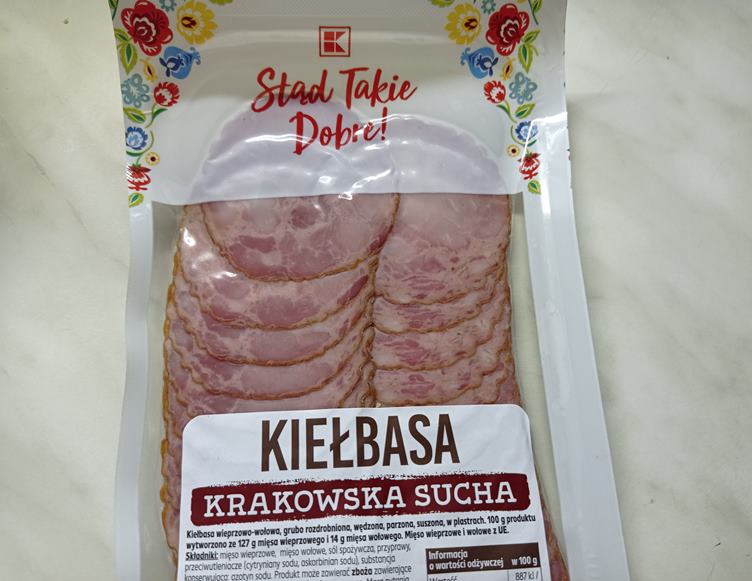 K
Stąd Takie
Dobre!
KIEŁBASA
KRAKOWSKA SUCHA
Kiełbasa wieprzowo-wołowa, grubo rozdrobniona, wędzona, parzona, suszona, w plastrach. 100 g produktu
wytworzono ze 127 g mięsa wieprzowego i 14 g mięsa wołowego. Mięso wieprzowe i wołowe z UE.
Składniki: mięso wieprzowe, mięso wołowe, sól spożywcza, przyprawy,
przeciwutleniacze (cytryniany sodu, askorbinian sodu), substancja
konserwująca: azotyn sodu. Produkt może zawierać zboża zawierające
Informacja
o wartości odżywczej w 100 g
887 kJ /